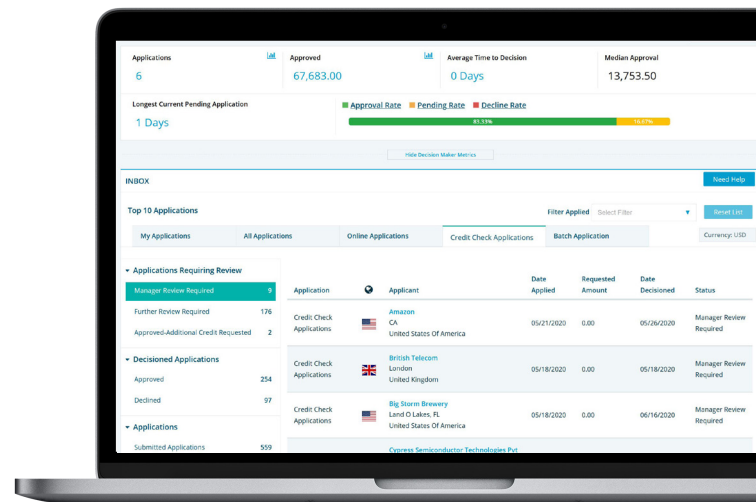 Applications
6
Approved
67,683.00
Average Time to Decision
0 Days
Median Approval
13,753.50
Longest Current Pending Application
1 Days
Approval Rate Pending Rate Decline Rate
83.33% 16.67%
Hide Decision Maker Metrics
INBOX
Need Help
Top 10 Applications
Filter Applied Select Filter
Reset List
My Applications All Applications Online Applications Credit Check Applications Batch Application
Currency: USD
Applications Requiring Review
Manager Review Required 9
Further Review Required 176
Approved-Additional Credit Requested 2
Decisioned Applications
Approved 254
Declined 97
Applications
Submitted Applications 559
Application Applicant Date Applied Requested Amount Date Decisioned Status
Credit Check Applications
Amazon
CA
United States Of America
05/21/2020 0.00 05/26/2020
Manager Review Required
Credit Check Applications
British Telecom
London
United Kingdom
05/18/2020 0.00 05/18/2020
Manager Review Required
Credit Check Applications
Big Storm Brewery
Land O Lakes, FL
United States Of America
05/18/2020 0.00 06/16/2020
Manager Review Required
Cypress Semiconductor Technologies Pvt